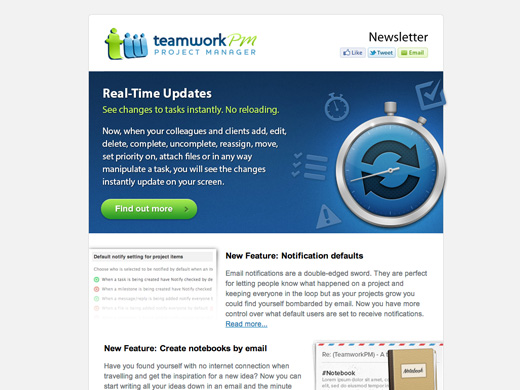 teamworkPM
PROJECT MANAGER
Newsletter
Like
Tweet
Email
Real-Time Updates
See changes to tasks instantly. No reloading.
Now, when your colleagues and clients add, edit,
delete, complete, uncomplete, reassign, move,
set priority on, attach files or in any way
manipulate a task, you will see the changes
instantly update on your screen.
Find out more >
Default notify setting for project items
Choose who is selected to be notified by default when an in
When a task is being created have Notify checked by de
When a milestone is being created have Notify checked
When a message/reply is being added notify everyone's
New Feature: Notification defaults
Email notifications are a double-edged sword. They are perfect
for letting people know what happened on a project and
keeping everyone in the loop but as your projects grow you
could find yourself bombarded by email. Now you have more
control over what default users are set to receive notifications.
Read more...
New Feature: Create notebooks by email
Have you found yourself with no internet connection when
travelling and get the inspiration for a new idea? Now you can
start writing all your ideas down in an email and the minute
Re: (TeamworkPM) - A
#Notebook
Lorem ipsum dolor sit amet,
Notebook